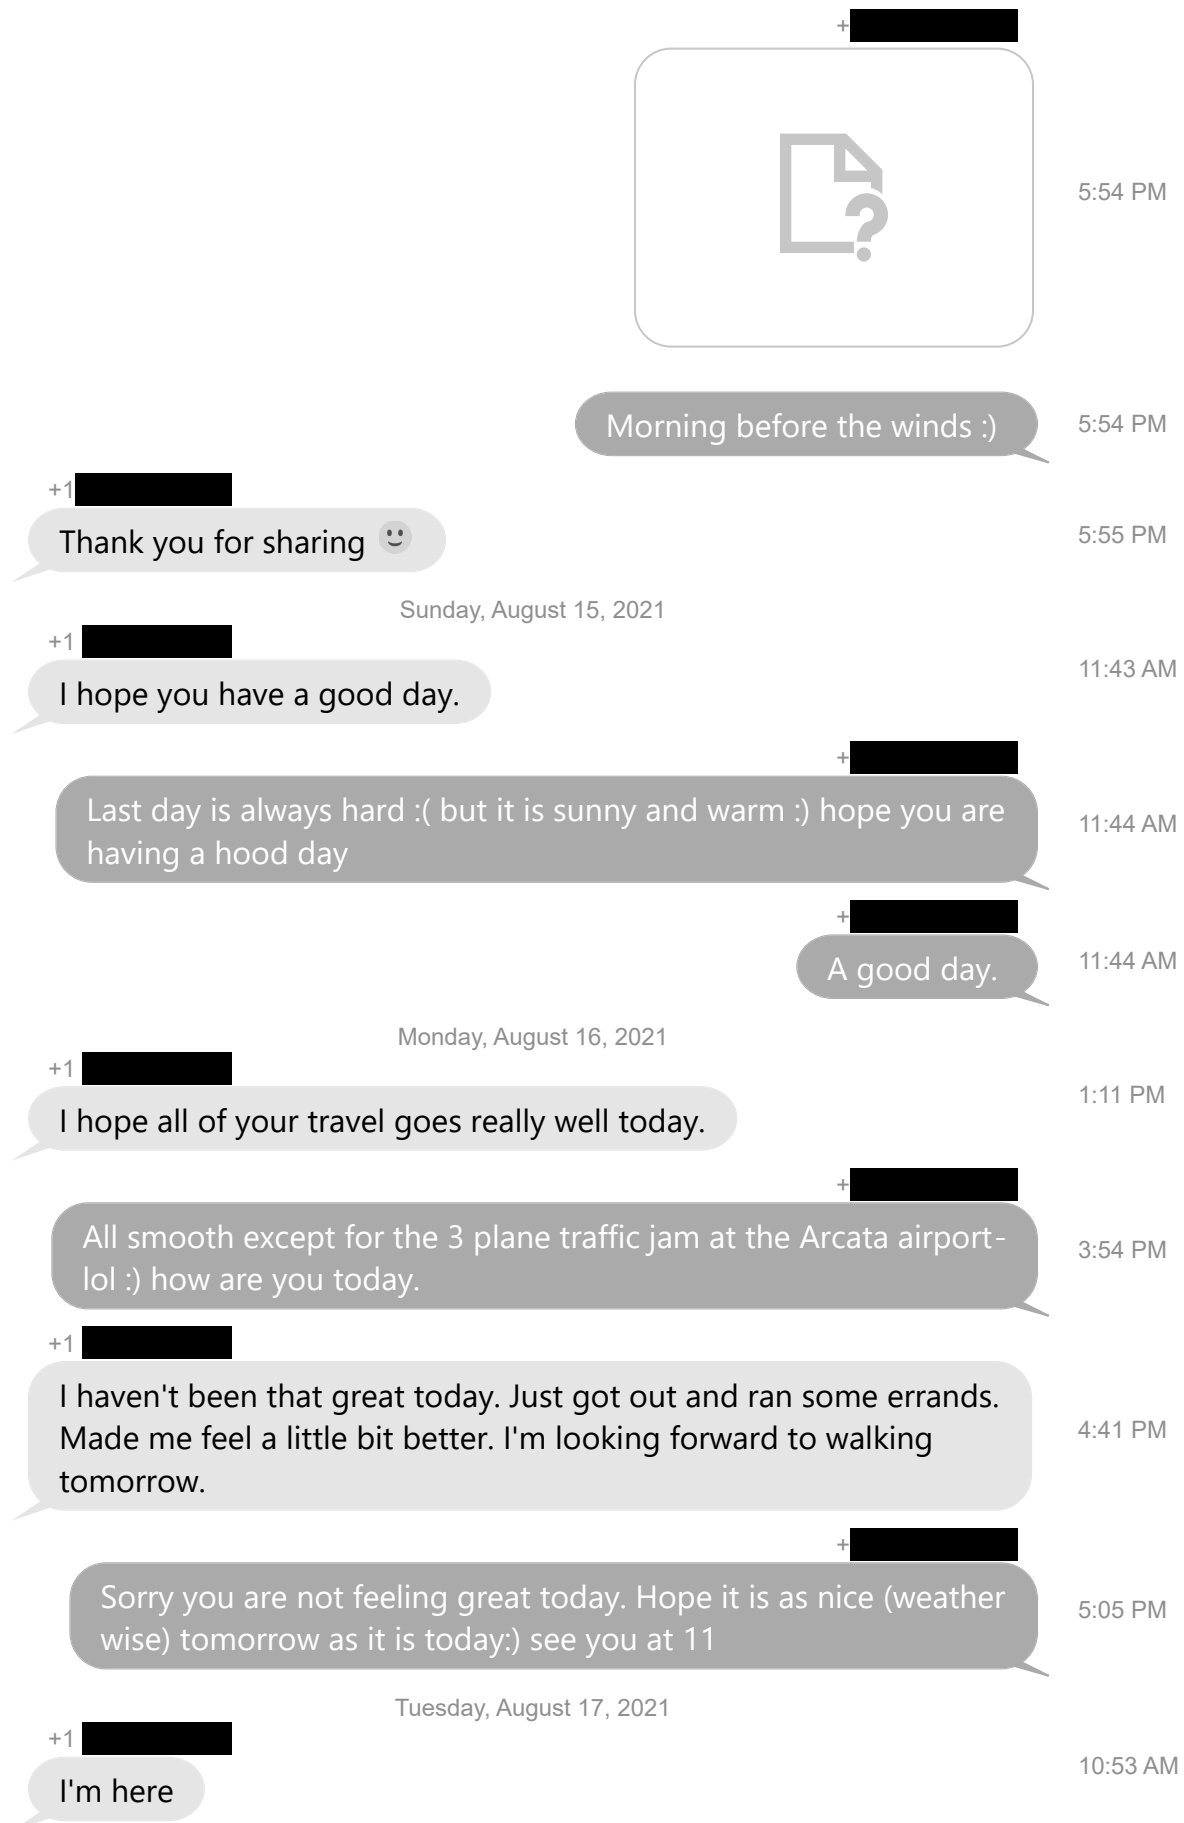 +
5:54 PM
Morning before the winds :)
5:54 PM
+1
Thank you for sharing 🙂
5:55 PM
Sunday, August 15, 2021
+1
I hope you have a good day.
11:43 AM
+
Last day is always hard :( but it is sunny and warm :) hope you are
having a hood day
11:44 AM
+
A good day.
11:44 AM
Monday, August 16, 2021
+1
I hope all of your travel goes really well today.
1:11 PM
+
All smooth except for the 3 plane traffic jam at the Arcata airport-
lol :) how are you today.
3:54 PM
+1
I haven't been that great today. Just got out and ran some errands.
Made me feel a little bit better. I'm looking forward to walking
tomorrow.
4:41 PM
+
Sorry you are not feeling great today. Hope it is as nice (weather
wise) tomorrow as it is today:) see you at 11
5:05 PM
Tuesday, August 17, 2021
+1
I'm here
10:53 AM